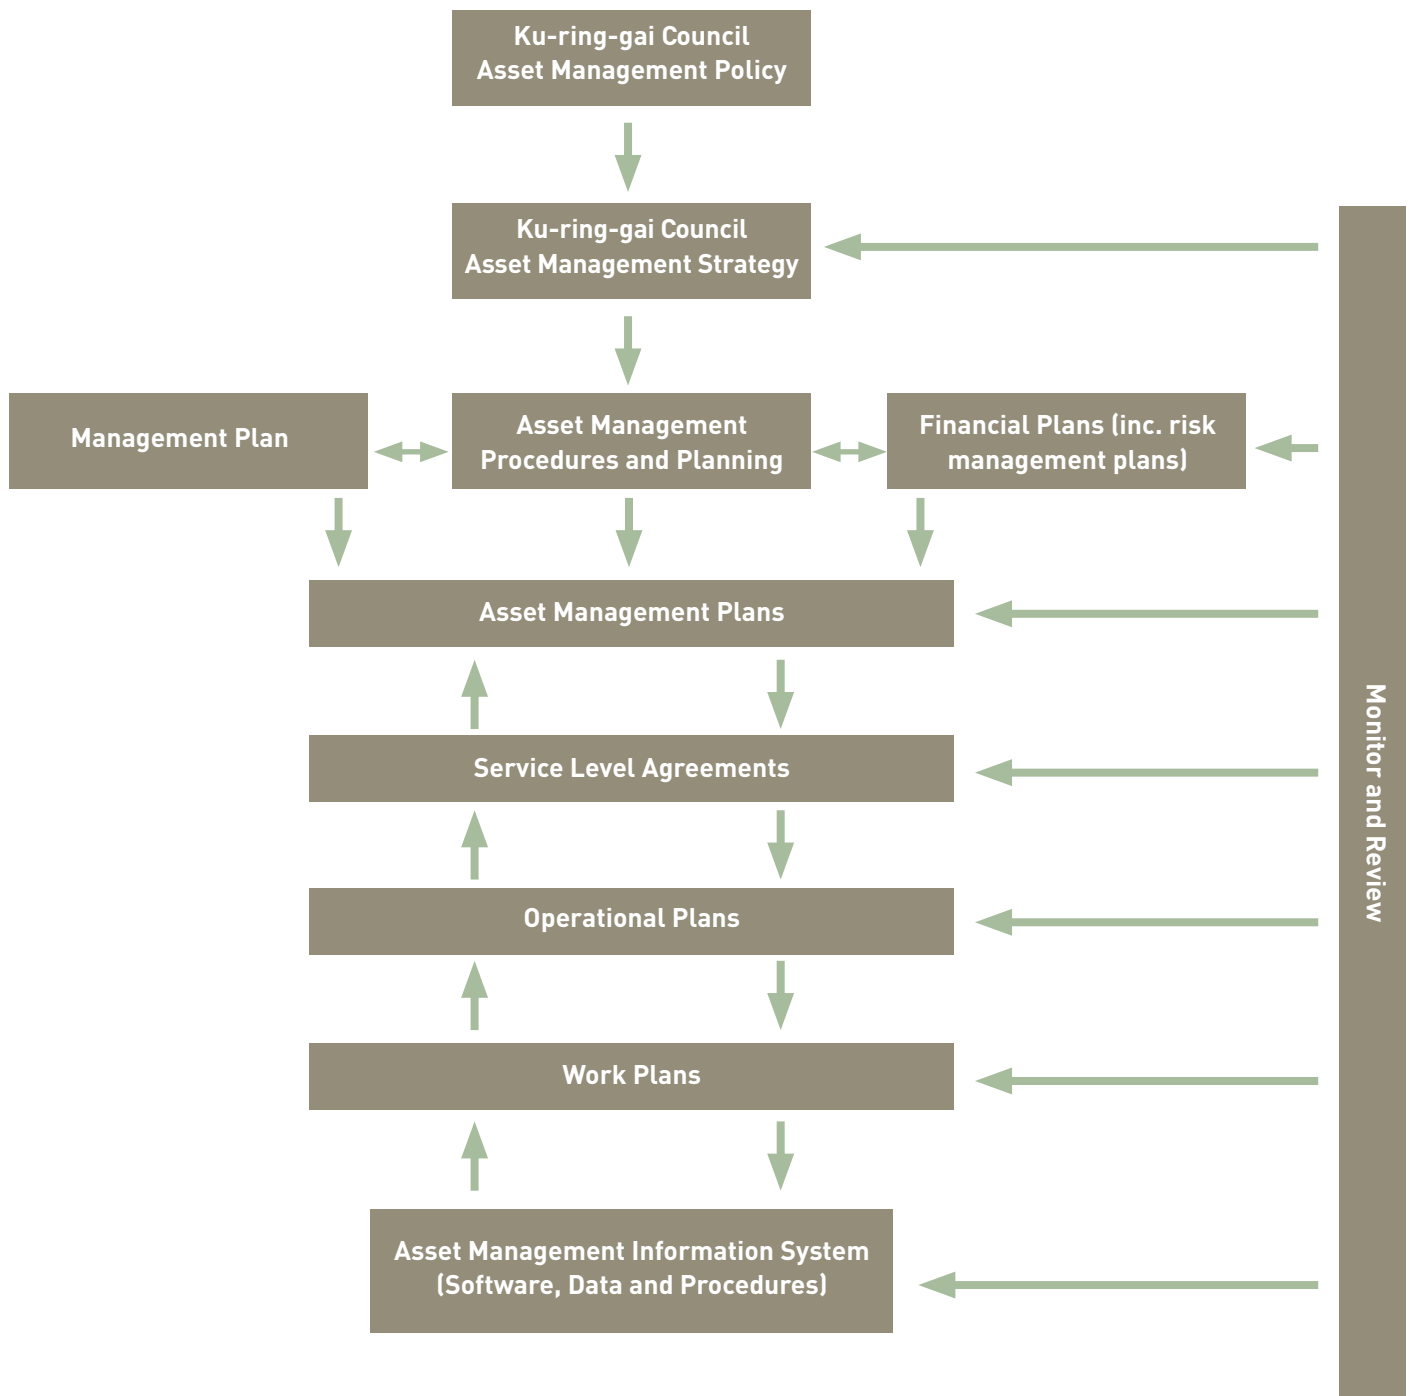 Ku-ring-gai Council
Asset Management Policy
Ku-ring-gai Council
Asset Management Strategy
Management Plan
Asset Management
Procedures and Planning
Financial Plans (inc. risk
management plans)
Asset Management Plans
Service Level Agreements
Operational Plans
Work Plans
Asset Management Information System
(Software, Data and Procedures)
Monitor and Review